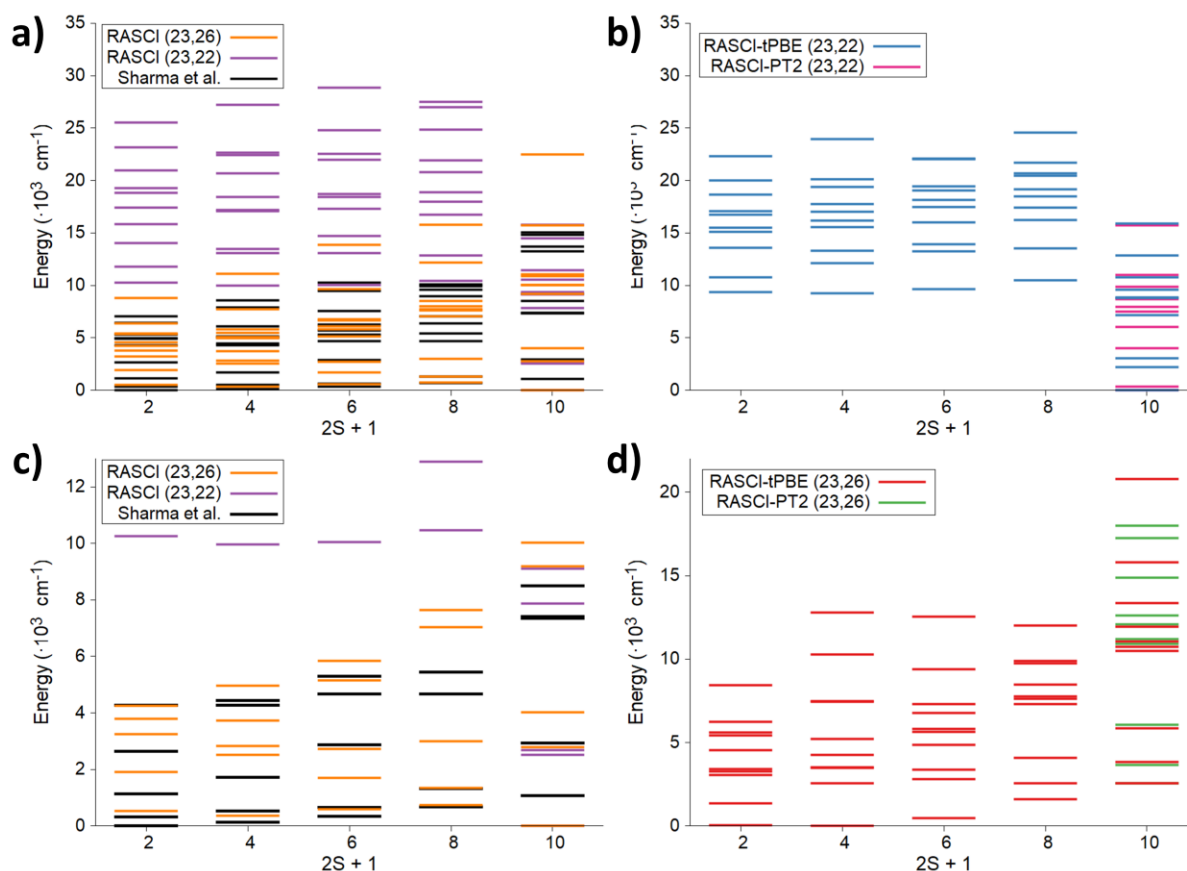 a)
35
30
25
20
15
10
5
0
Energy (·10³ cm⁻¹)
RASCI (23,26)
RASCI (23,22)
Sharma et al.
2 4 6 8 10
2S + 1
b)
35
30
25
20
15
10
5
0
Energy (·10³ cm⁻¹)
RASCI-tPBE (23,22)
RASCI-PT2 (23,22)
2 4 6 8 10
2S + 1
c)
12
10
8
6
4
2
0
Energy (·10³ cm⁻¹)
RASCI (23,26)
RASCI (23,22)
Sharma et al.
2 4 6 8 10
2S + 1
d)
20
15
10
5
0
Energy (·10³ cm⁻¹)
RASCI-tPBE (23,26)
RASCI-PT2 (23,26)
2 4 6 8 10
2S + 1